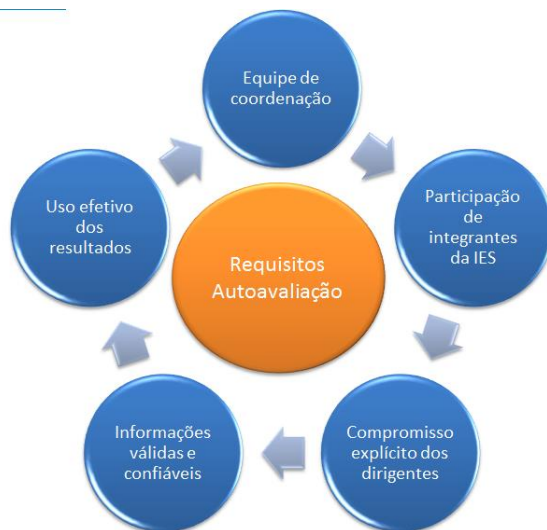 Equipe de
coordenação
Participação
de
integrantes
da IES
Compromisso
explícito dos
dirigentes
Informações
válidas e
confiáveis
Uso efetivo
dos
resultados
Requisitos
Autoavaliação